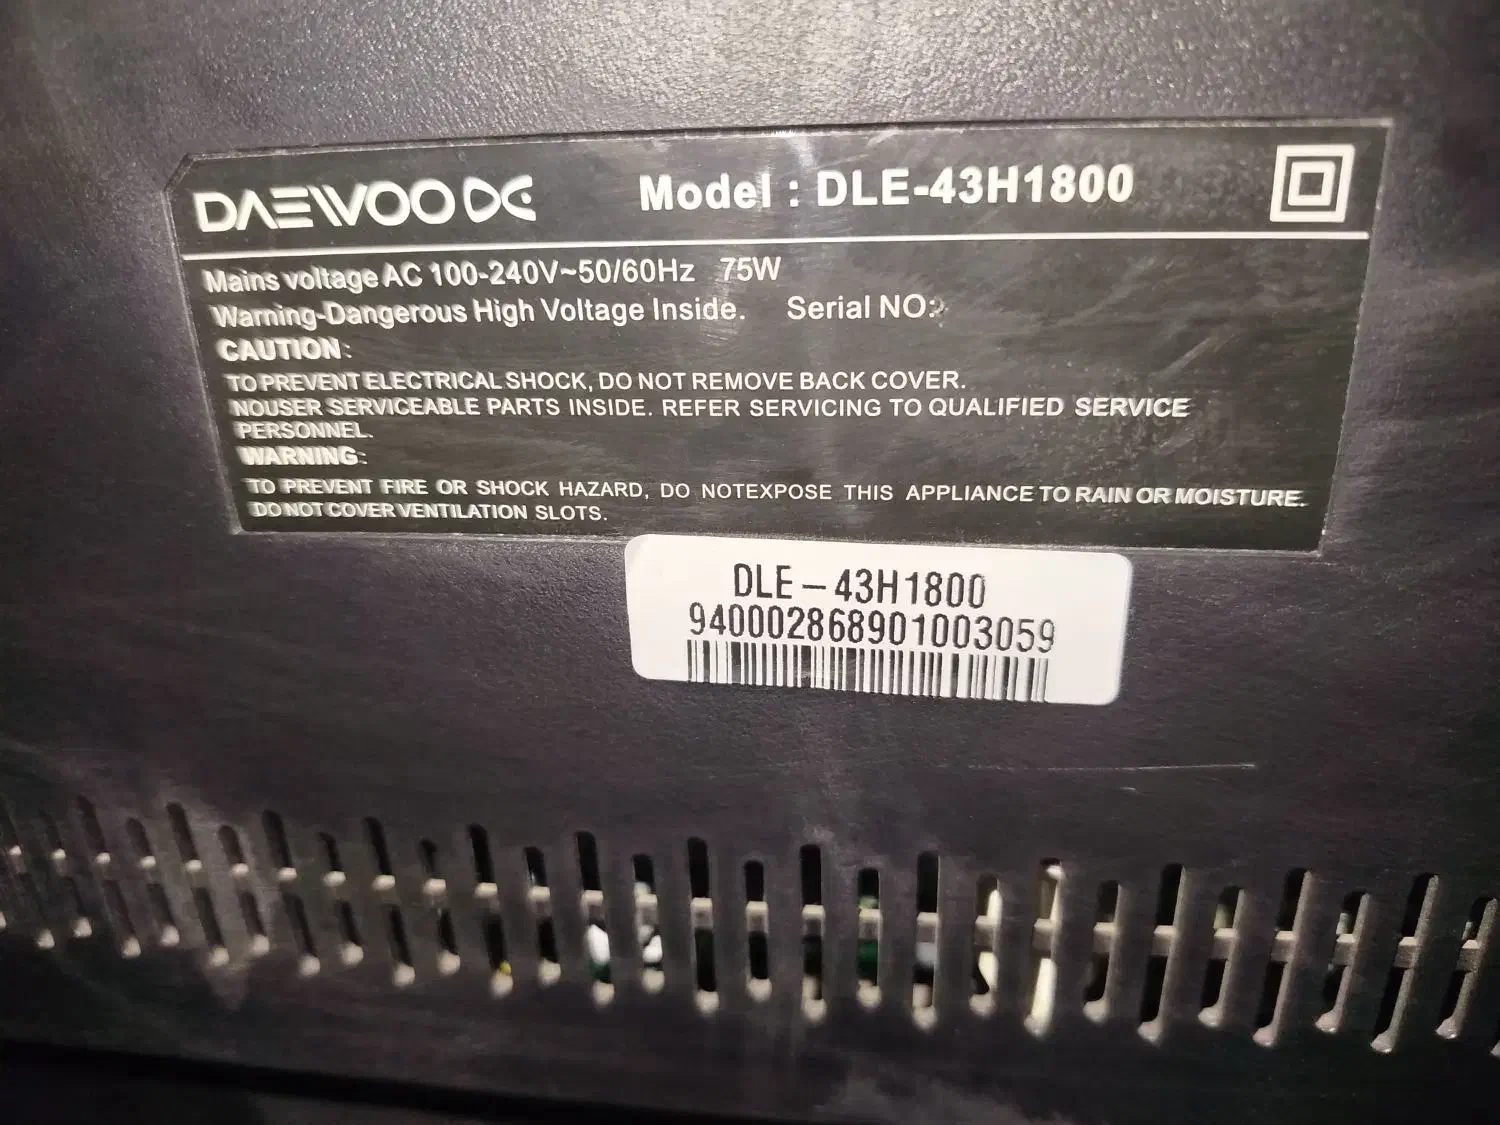 DAEWOO Model : DLE-43H1800
Mains voltage AC 100-240V~50/60Hz 75W
Warning-Dangerous High Voltage Inside. Serial NO:
CAUTION:
TO PREVENT ELECTRICAL SHOCK, DO NOT REMOVE BACK COVER.
NOUSER SERVICEABLE PARTS INSIDE. REFER SERVICING TO QUALIFIED SERVICE
PERSONNEL.
WARNING:
TO PREVENT FIRE OR SHOCK HAZARD, DO NOTEXPOSE THIS APPLIANCE TO RAIN OR MOISTURE.
DO NOT COVER VENTILATION SLOTS.
DLE-43H1800
940002868901003059